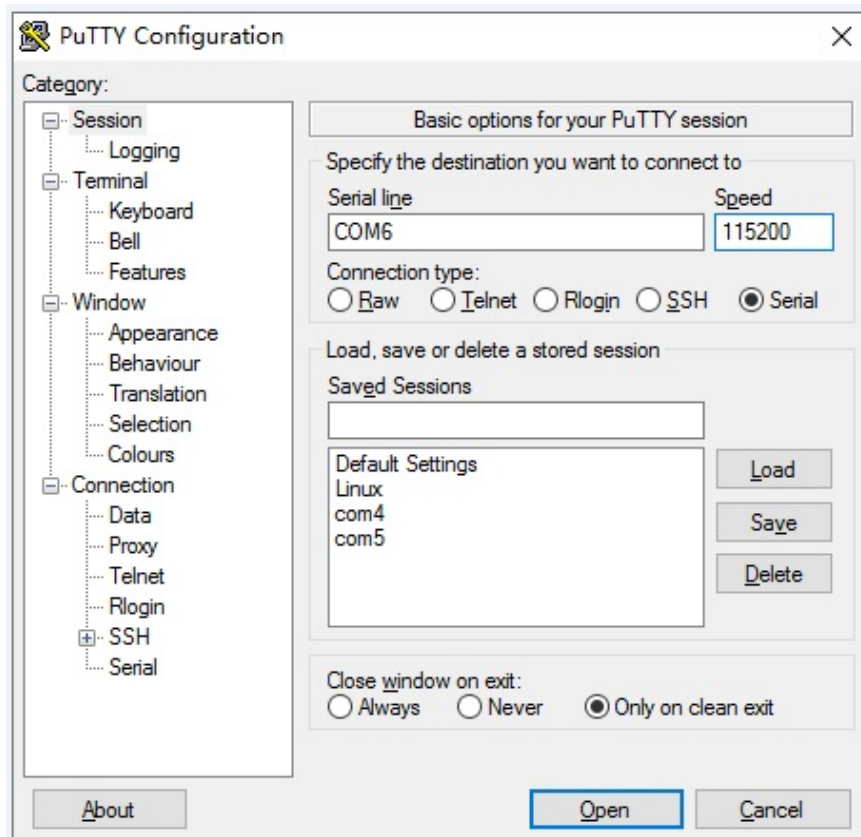 PuTTY Configuration
Category:
Session
Logging
Terminal
Keyboard
Bell
Features
Window
Appearance
Behaviour
Translation
Selection
Colours
Connection
Data
Proxy
Telnet
Rlogin
SSH
Serial
Basic options for your PuTTY session
Specify the destination you want to connect to
Serial line Speed
COM6 115200
Connection type:
Raw Telnet Rlogin SSH Serial
Load, save or delete a stored session
Saved Sessions
Default Settings
Linux
com4
com5
Load
Save
Delete
Close window on exit:
Always Never Only on clean exit
About Open Cancel